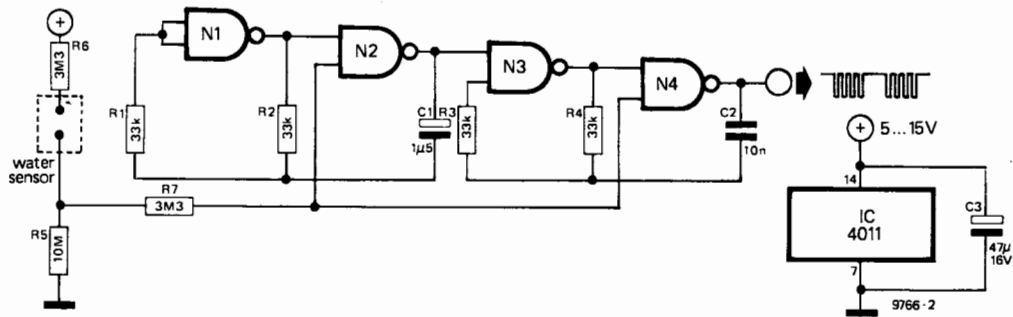 R6
3M3
water
sensor
R5
10M
R7
3M3
R1
33k
N1
R2
33k
N2
C1
1µ5
R3
33k
N3
R4
33k
N4
C2
10n
+
5...15V
14
IC
4011
7
C3
47µ
16V
9766-2
+